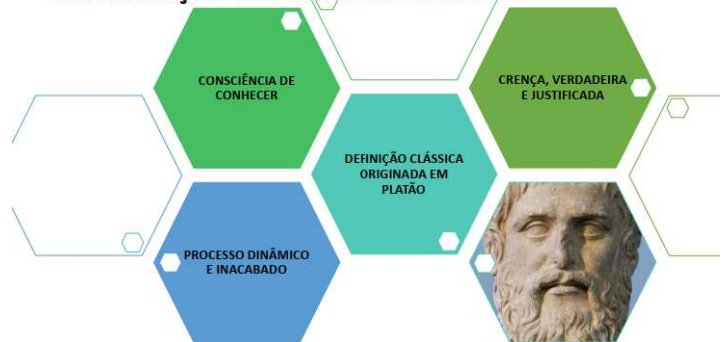 CONSCIÊNCIA DE
CONHECER
CRENÇA, VERDADEIRA
E JUSTIFICADA
DEFINIÇÃO CLÁSSICA
ORIGINADA EM
PLATÃO
PROCESSO DINÂMICO
E INACABADO